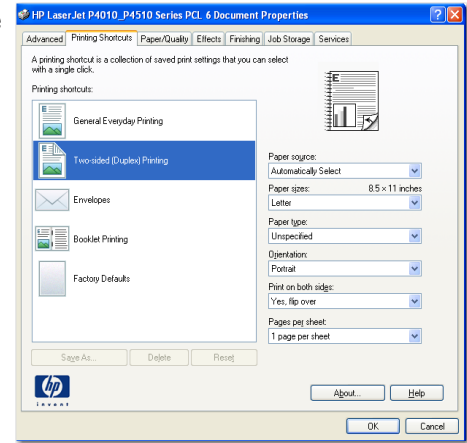 HP LaserJet P4010_P4510 Series PCL 6 Document Properties
Advanced Printing Shortcuts Paper/Quality Effects Finishing Job Storage Services
A printing shortcut is a collection of saved print settings that you can select
with a single click.
Printing shortcuts:
General Everyday Printing
Two-sided (Duplex) Printing
Envelopes
Booklet Printing
Factory Defaults
Paper source:
Automatically Select
Paper sizes: 8.5 × 11 inches
Letter
Paper type:
Unspecified
Orientation:
Portrait
Print on both sides:
Yes, flip over
Pages per sheet:
1 page per sheet
Save As... Delete Reset
hp
invent
About... Help
OK Cancel